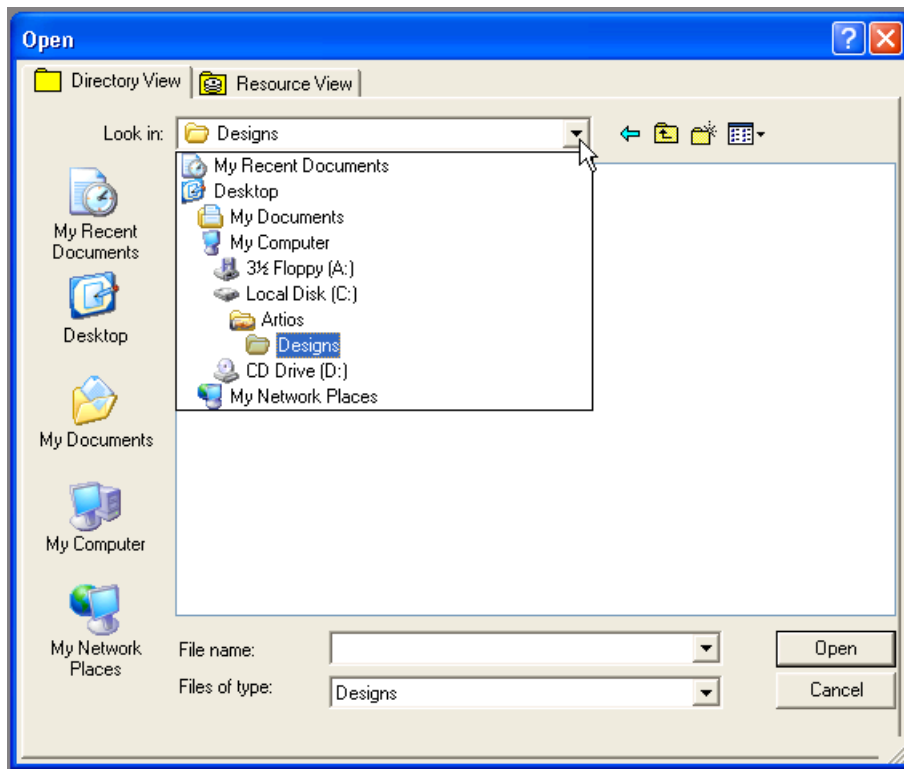 Open
Directory View
Resource View
Look in:
Designs
My Recent Documents
Desktop
My Documents
My Computer
3½ Floppy (A:)
Local Disk (C:)
Artios
Designs
CD Drive (D:)
My Network Places
My Recent
Documents
Desktop
My Documents
My Computer
My Network
Places
File name:
Open
Files of type:
Designs
Cancel